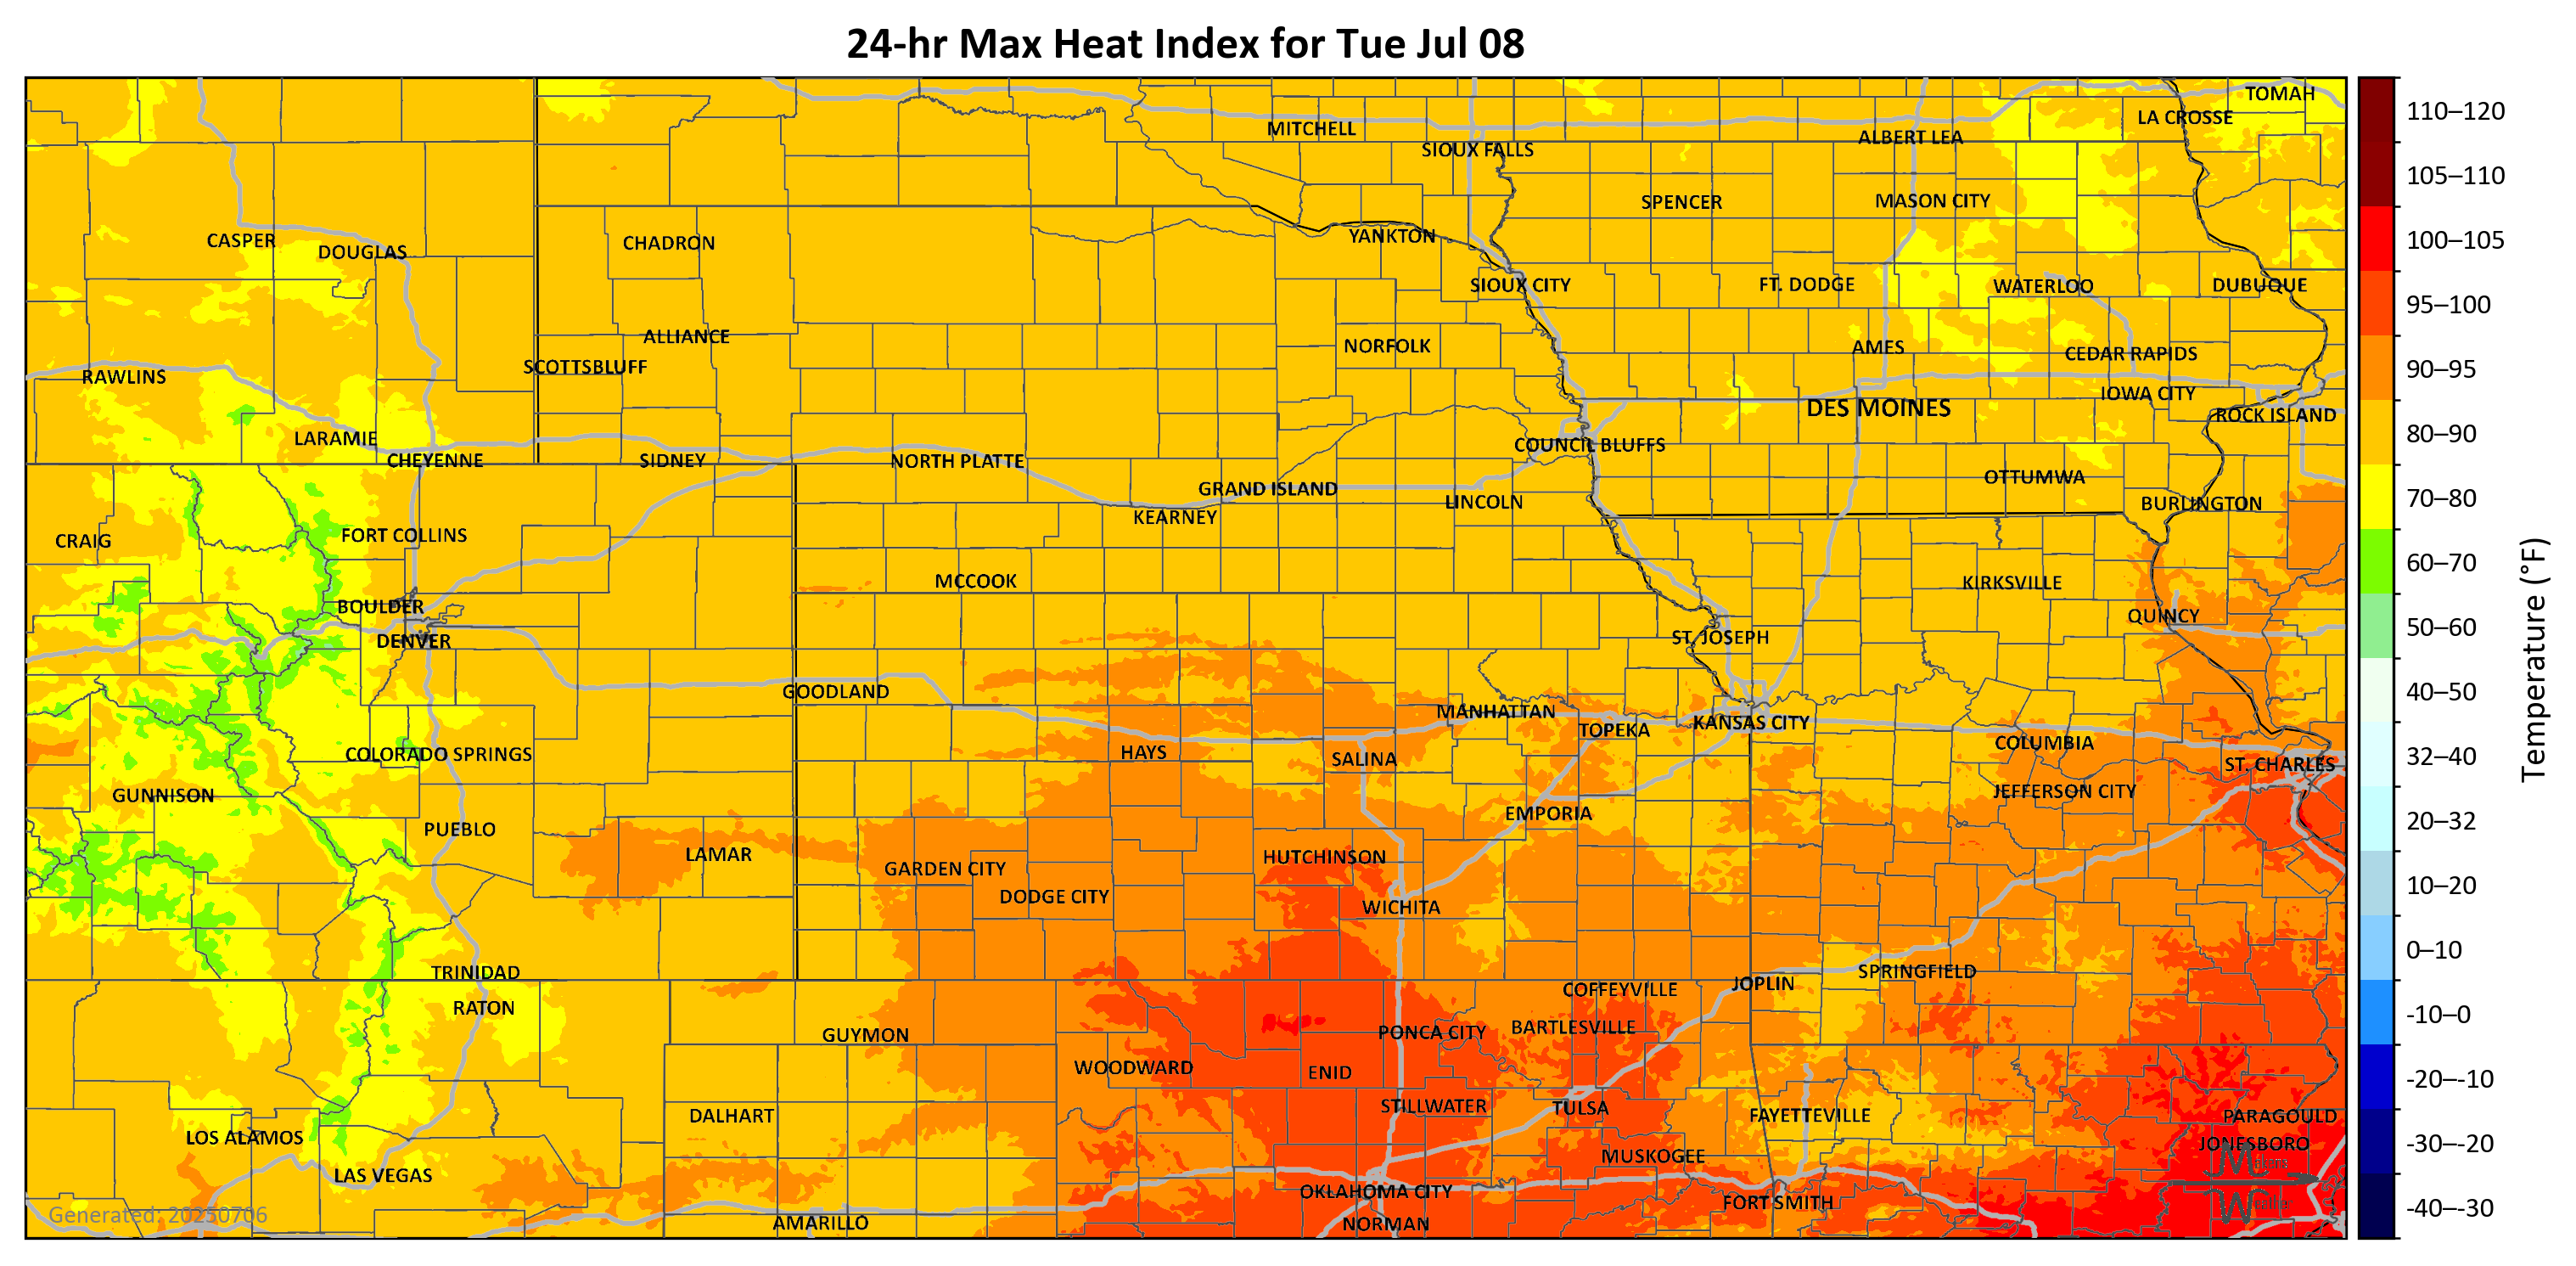 24-hr Max Heat Index for Tue Jul 08
TOMAH
LA CROSSE
MITCHELL
ALBERT LEA
SIOUX FALLS
MASON CITY
SPENCER
YANKTON
CASPER
CHADRON
DOUGLAS
SIOUX CITY
FT. DODGE
WATERLOO
DUBUQUE
ALLIANCE
NORFOLK
AMES
CEDAR RAPIDS
SCOTTSBLUFF
RAWLINS
IOWA CITY
DES MOINES
ROCK ISLAND
LARAMIE
COUNCIL BLUFFS
CHEYENNE
SIDNEY
NORTH PLATTE
OTTUMWA
GRAND ISLAND
LINCOLN
BURLINGTON
KEARNEY
FORT COLLINS
CRAIG
MCCOOK
KIRKSVILLE
BOULDER
QUINCY
DENVER
ST. JOSEPH
GOODLAND
MANHATTAN
KANSAS CITY
TOPEKA
COLUMBIA
HAYS
COLORADO SPRINGS
SALINA
ST. CHARLES
GUNNISON
JEFFERSON CITY
EMPORIA
PUEBLO
LAMAR
HUTCHINSON
GARDEN CITY
DODGE CITY
WICHITA
TRINIDAD
SPRINGFIELD
JOPLIN
COFFEYVILLE
RATON
BARTLESVILLE
PONCA CITY
GUYMON
WOODWARD
ENID
STILLWATER
TULSA
DALHART
FAYETTEVILLE
PARAGOULD
LOS ALAMOS
JONESBORO
MUSKOGEE
LAS VEGAS
OKLAHOMA CITY
FORT SMITH
AMARILLO
NORMAN
Generated: 20250706
110–120
105–110
100–105
95–100
90–95
80–90
70–80
60–70
50–60
40–50
32–40
20–32
10–20
0–10
-10–0
-20–-10
-30–-20
-40–-30
Temperature (°F)